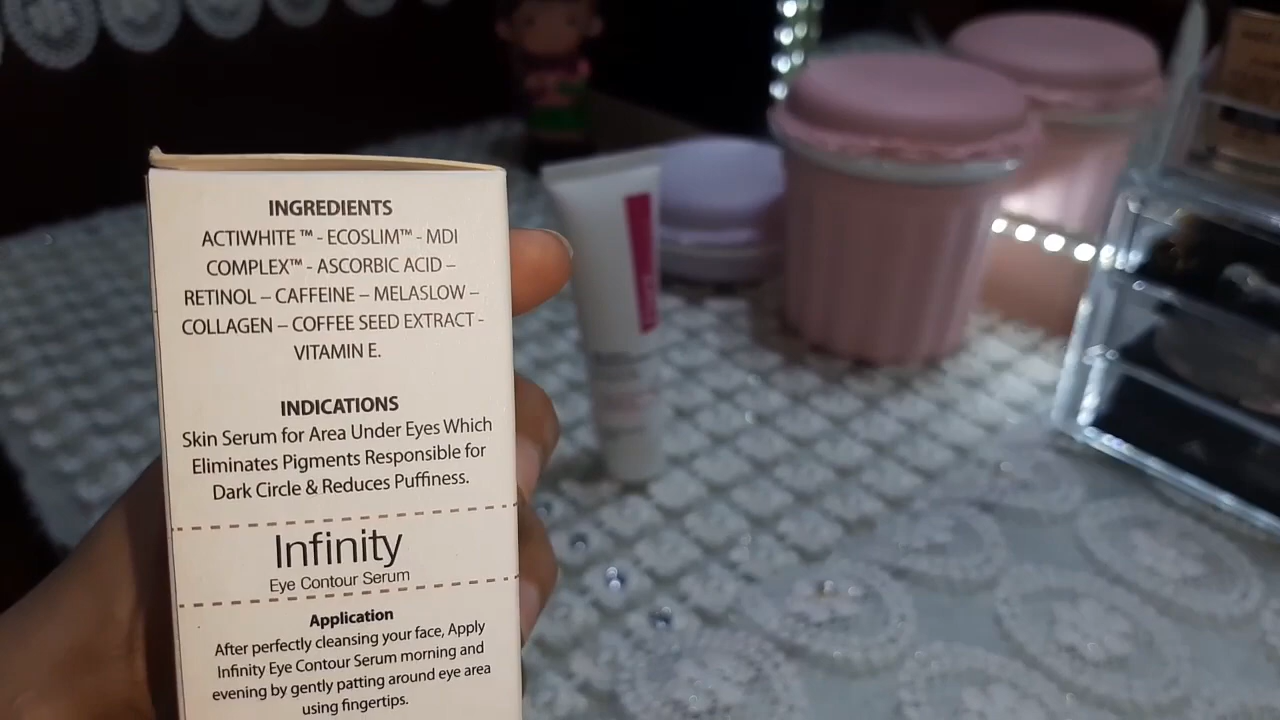 INGREDIENTS
ACTIWHITE ™ - ECOSLIM™ - MDI
COMPLEX™ - ASCORBIC ACID –
RETINOL – CAFFEINE – MELASLOW –
COLLAGEN – COFFEE SEED EXTRACT -
VITAMIN E.
INDICATIONS
Skin Serum for Area Under Eyes Which
Eliminates Pigments Responsible for
Dark Circle & Reduces Puffiness.
Infinity
Eye Contour Serum
Application
After perfectly cleansing your face, Apply
Infinity Eye Contour Serum morning and
evening by gently patting around eye area
using fingertips.